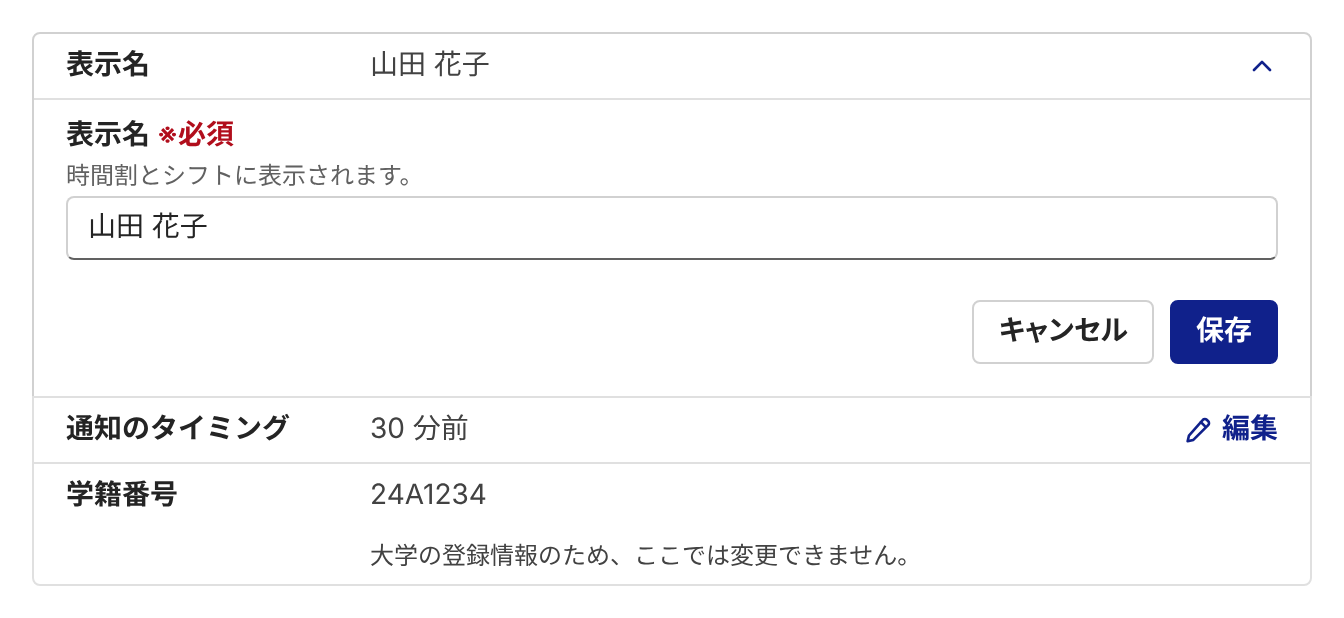 表示名 山田 花子
表示名 ※必須
時間割とシフトに表示されます。
山田 花子
キャンセル 保存
通知のタイミング 30 分前 編集
学籍番号 24A1234
大学の登録情報のため、ここでは変更できません。